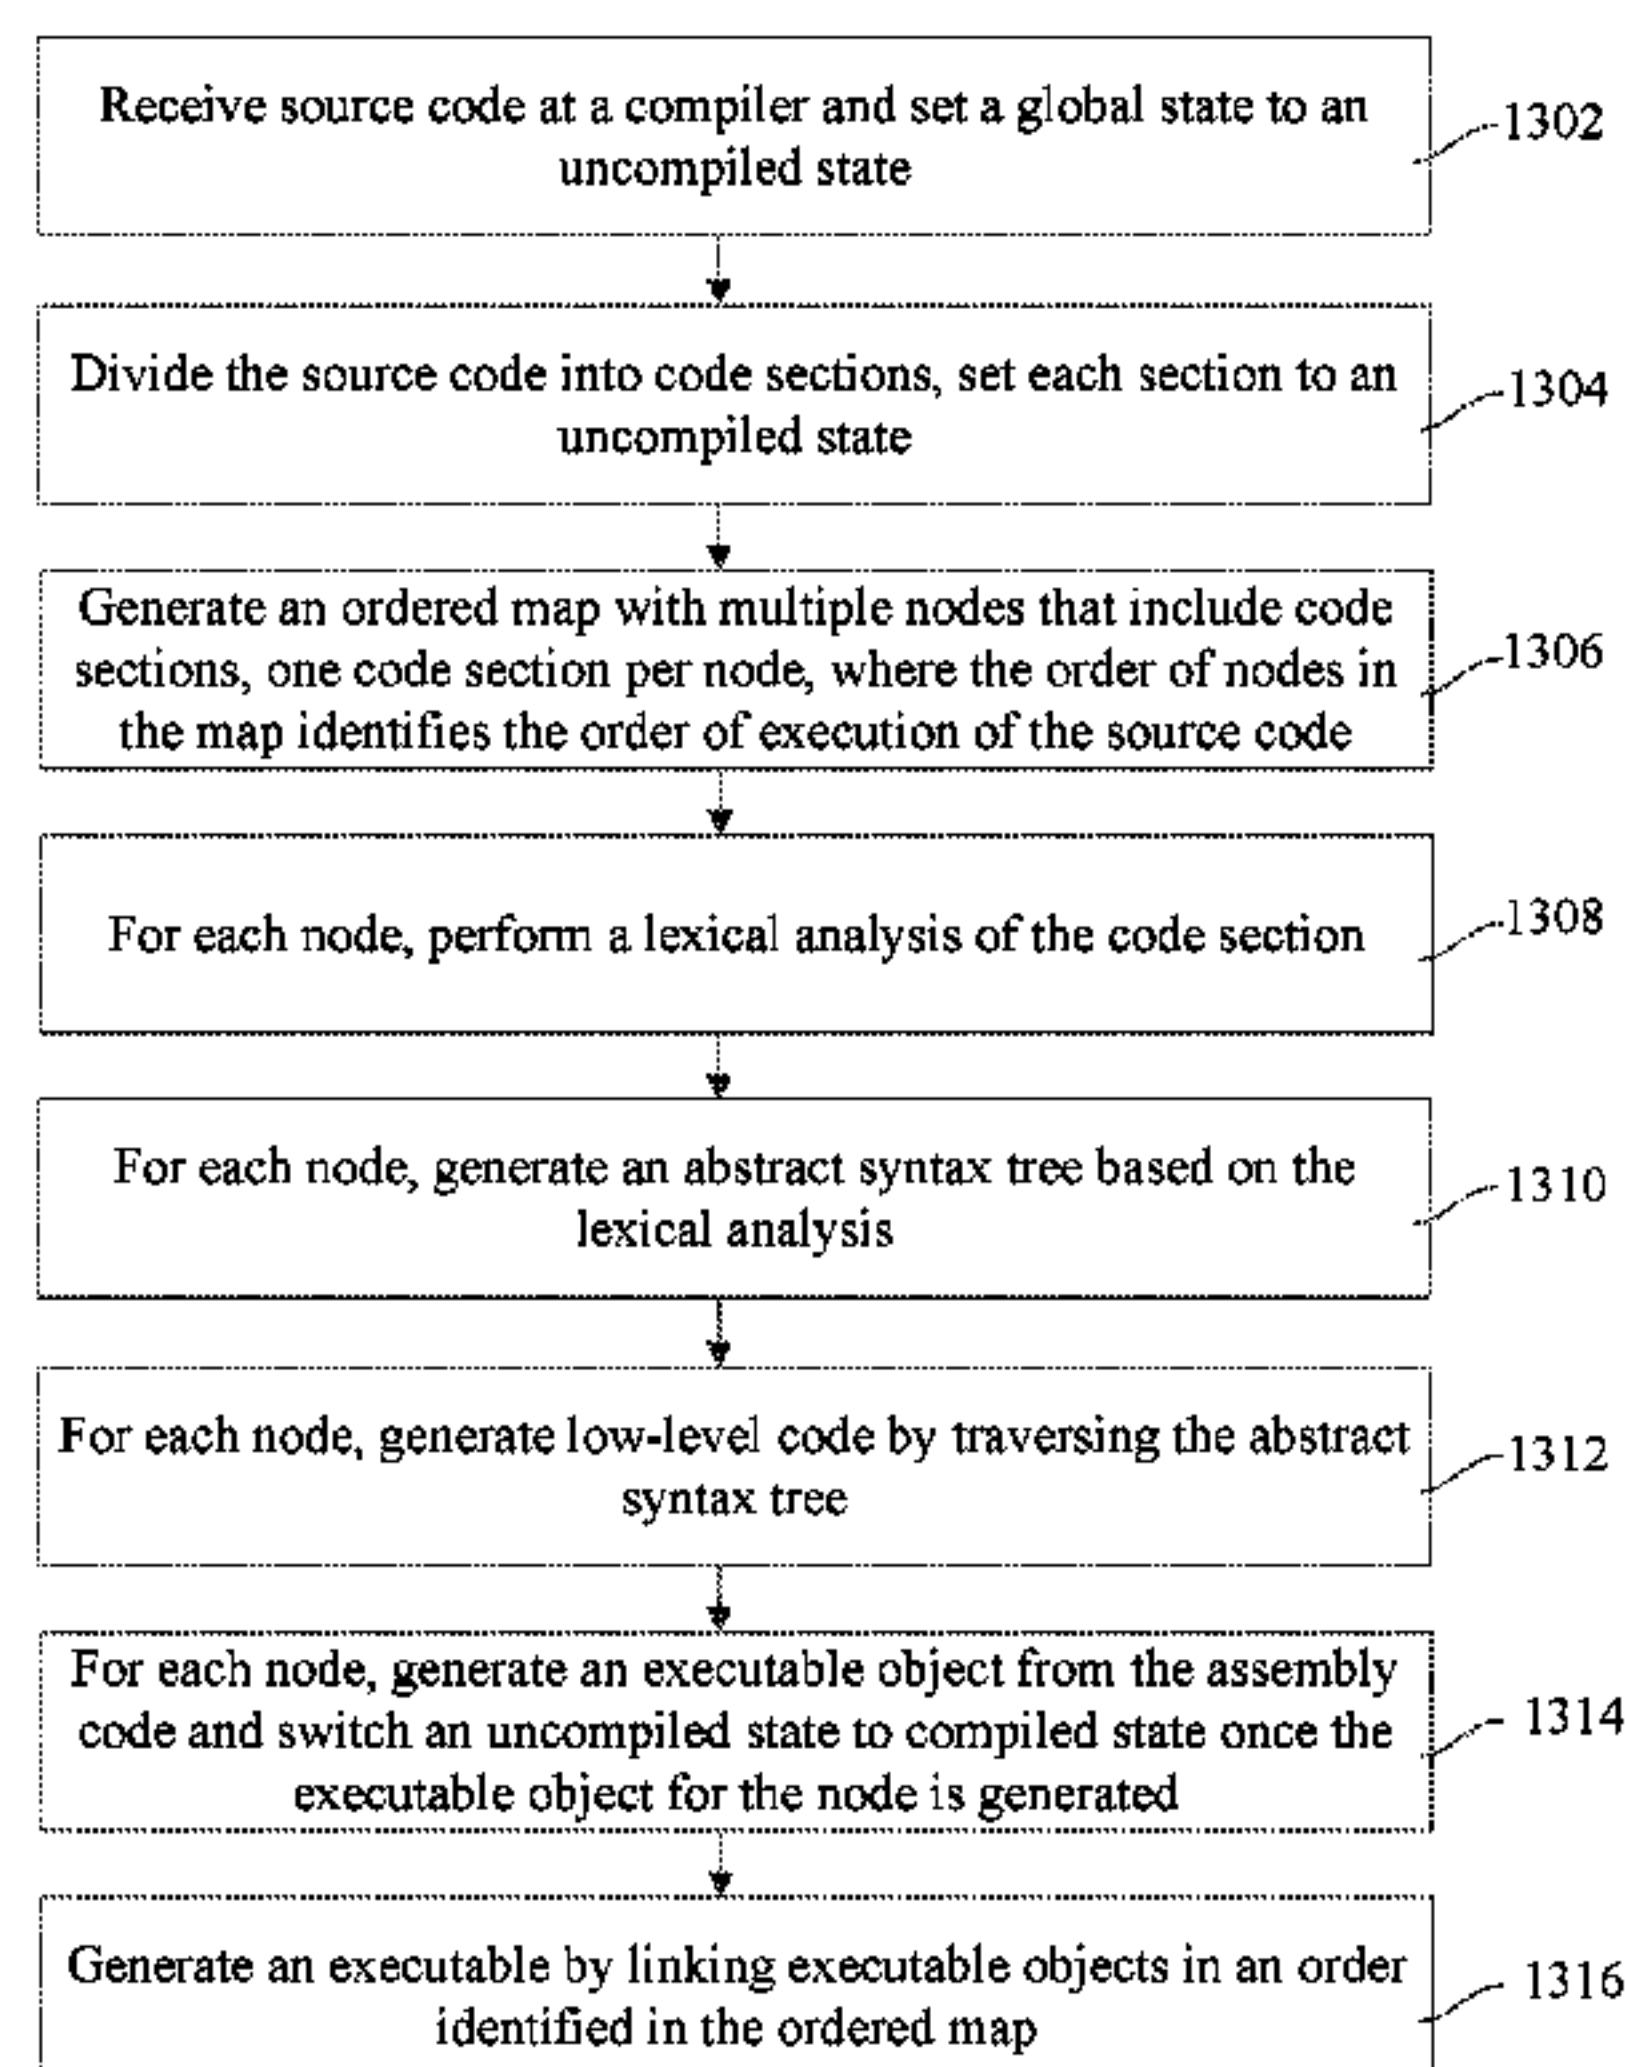 Receive source code at a compiler and set a global state to an
uncompiled state
1302
Divide the source code into code sections, set each section to an
uncompiled state
1304
Generate an ordered map with multiple nodes that include code
sections, one code section per node, where the order of nodes in
the map identifies the order of execution of the source code
1306
For each node, perform a lexical analysis of the code section
1308
For each node, generate an abstract syntax tree based on the
lexical analysis
1310
For each node, generate low-level code by traversing the abstract
syntax tree
1312
For each node, generate an executable object from the assembly
code and switch an uncompiled state to compiled state once the
executable object for the node is generated
1314
Generate an executable by linking executable objects in an order
identified in the ordered map
1316